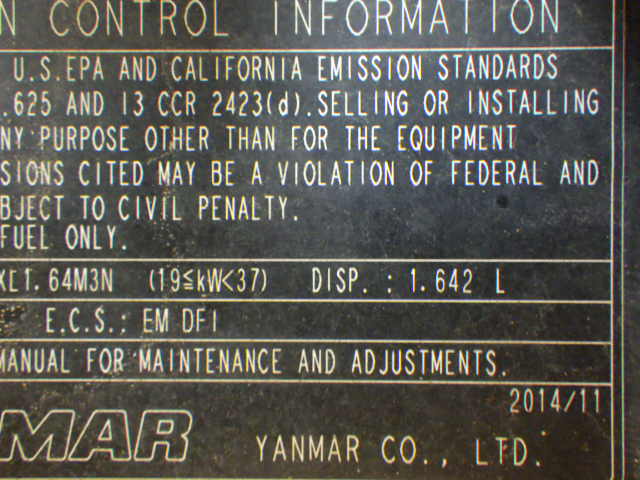 N CONTROL INFORMATION
U.S.EPA AND CALIFORNIA EMISSION STANDARDS
.625 AND 13 CCR 2423(d).SELLING OR INSTALLING
NY PURPOSE OTHER THAN FOR THE EQUIPMENT
SIONS CITED MAY BE A VIOLATION OF FEDERAL AND
BJECT TO CIVIL PENALTY.
FUEL ONLY.
XE1.64M3N (19≦kW<37) DISP. : 1.642 L
E.C.S.: EM DFI
MANUAL FOR MAINTENANCE AND ADJUSTMENTS.
2014/11
MAR YANMAR CO., LTD.